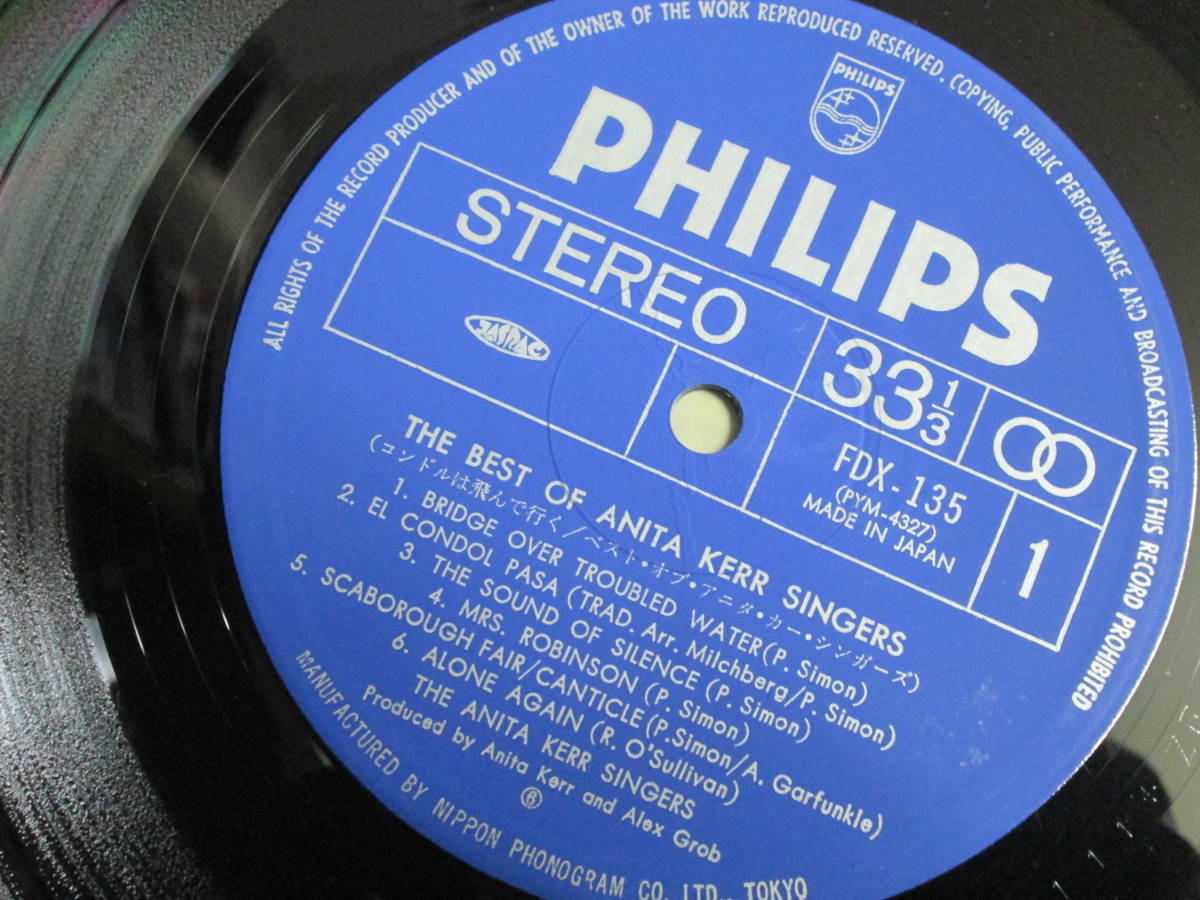 ALL RIGHTS OF THE RECORD PRODUCER AND OF THE OWNER OF THE WORK REPRODUCED RESERVED. COPYING, PUBLIC PERFORMANCE AND BROADCASTING OF THIS RECORD PROHIBITED
PHILIPS
PHILIPS
STEREO
33 1/3
JASRAC
FDX-135
(PYM-4327)
MADE IN JAPAN
1
THE BEST OF ANITA KERR SINGERS
(コンドルは飛んで行く/ベスト・オブ・アニタ・カー・シンガーズ)
1. BRIDGE OVER TROUBLED WATER (P. Simon)
2. EL CONDOL PASA (TRAD. Arr. Milchberg/P. Simon)
3. THE SOUND OF SILENCE (P. Simon)
4. MRS. ROBINSON (P. Simon)
5. SCABOROUGH FAIR/CANTICLE (P.Simon/A. Garfunkle)
6. ALONE AGAIN (R. O'Sullivan)
THE ANITA KERR SINGERS
Produced by Anita Kerr and Alex Grob
Ⓡ
MANUFACTURED BY NIPPON PHONOGRAM CO., LTD., TOKYO